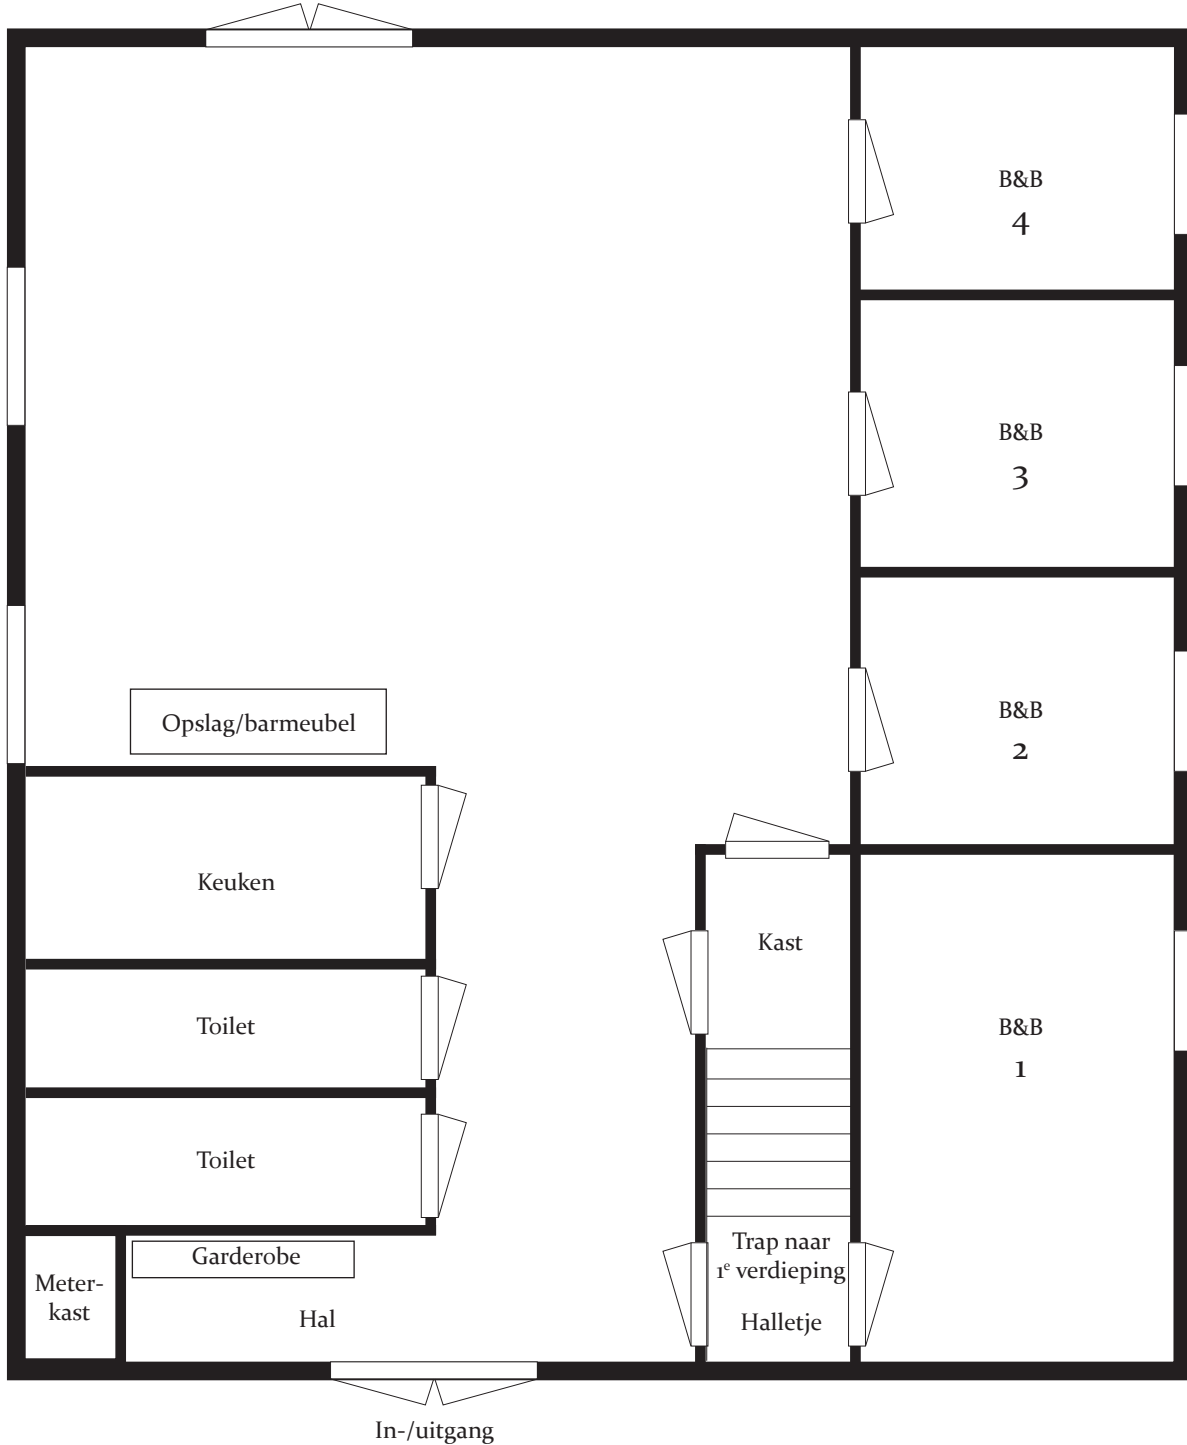 B&B
4
B&B
3
B&B
2
Opslag/barmeubel
Keuken
Kast
Toilet
B&B
1
Toilet
Trap naar
1e verdieping
Garderobe
Meter-
kast
Hal
Halletje
In-/uitgang